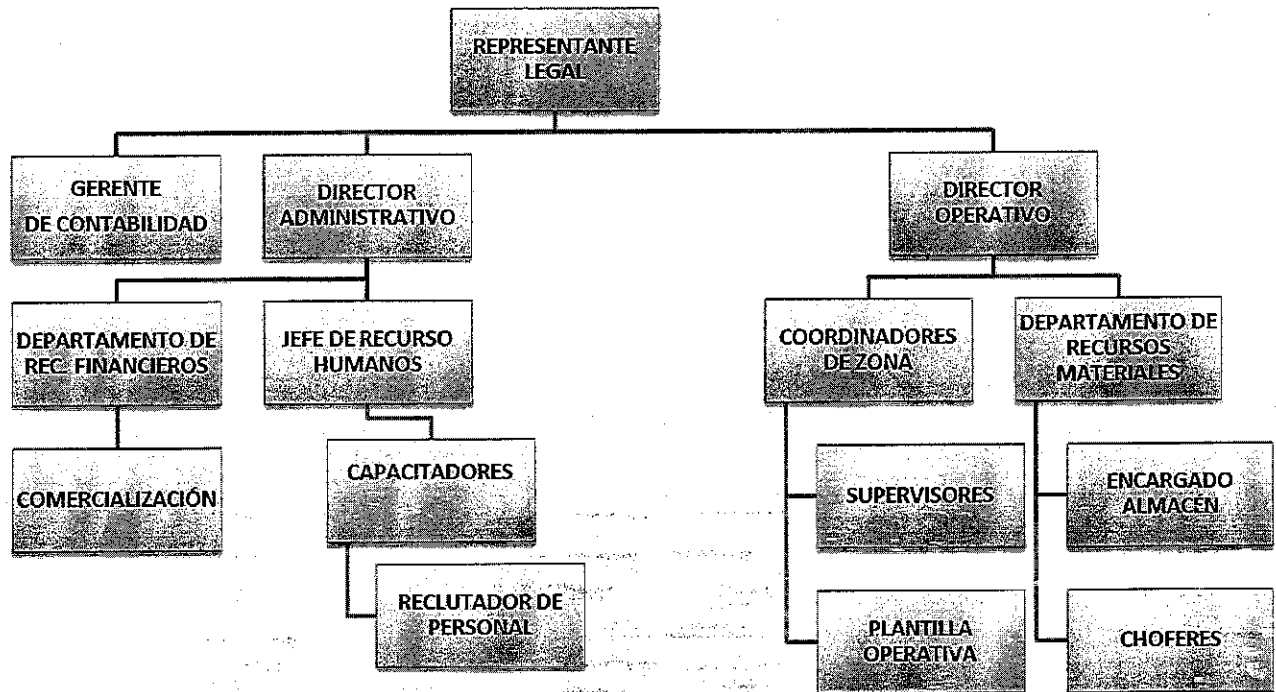 REPRESENTANTE
LEGAL
GERENTE
DE CONTABILIDAD
DIRECTOR
ADMINISTRATIVO
DIRECTOR
OPERATIVO
DEPARTAMENTO DE
REC. FINANCIEROS
JEFE DE RECURSO
HUMANOS
COORDINADORES
DE ZONA
DEPARTAMENTO DE
RECURSOS
MATERIALES
COMERCIALIZACIÓN
CAPACITADORES
SUPERVISORES
ENCARGADO
ALMACEN
RECLUTADOR DE
PERSONAL
PLANTILLA
OPERATIVA
CHOFERES